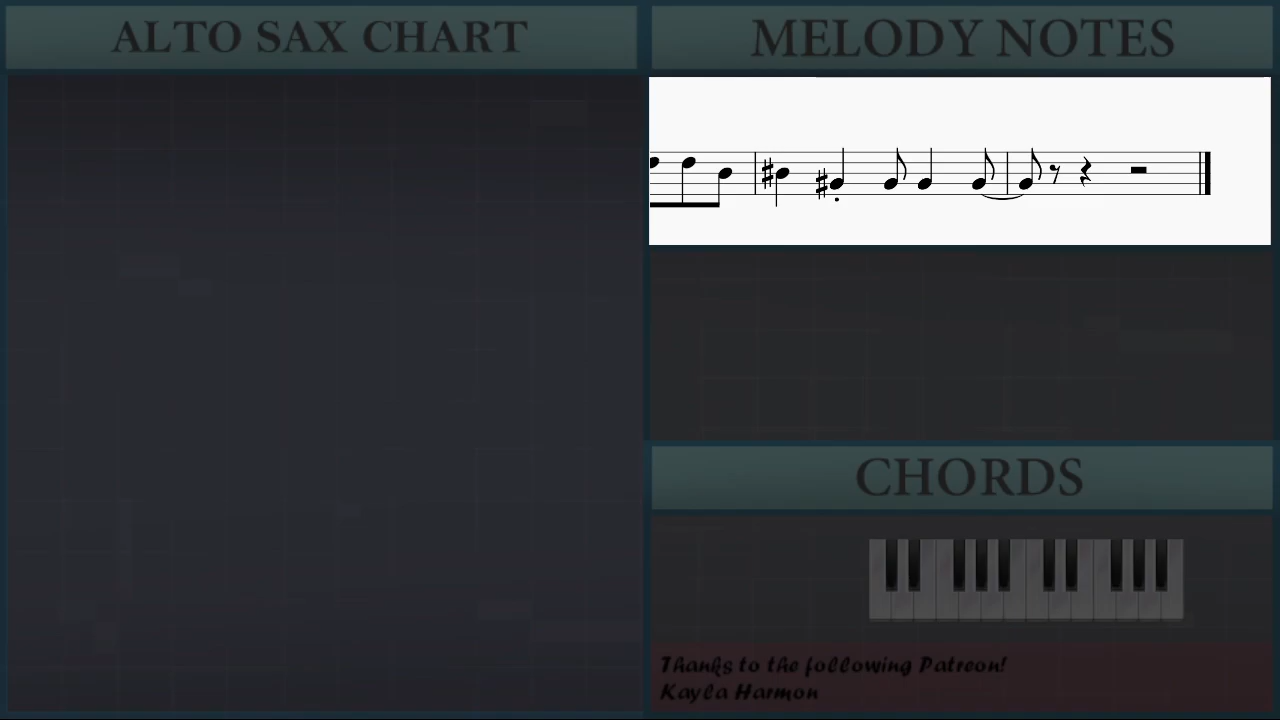 ALTO SAX CHART
MELODY NOTES
CHORDS
Thanks to the following Patreon!
Kayla Harmon